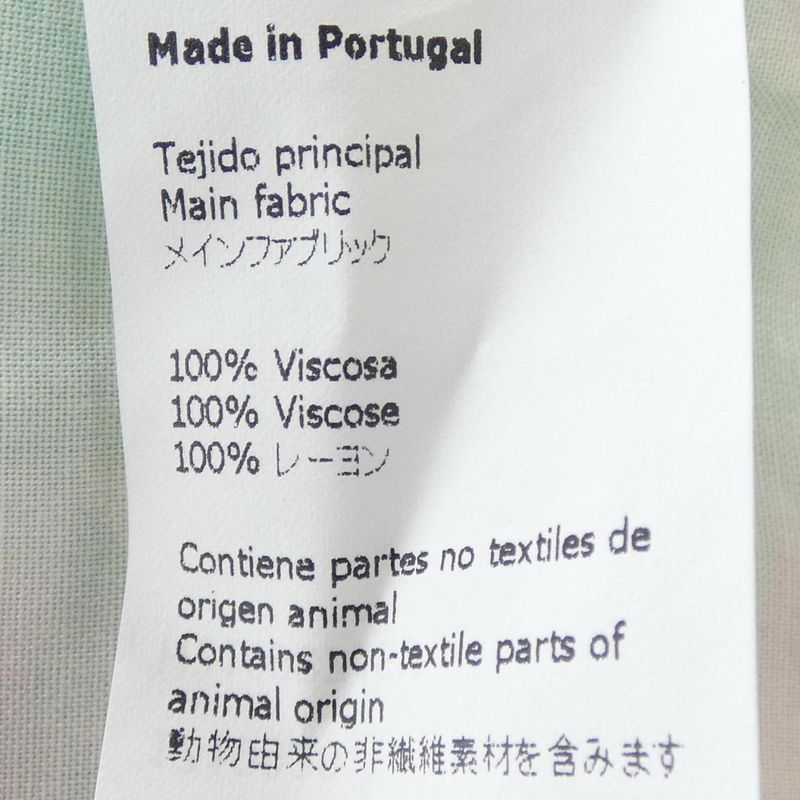 Made in Portugal
Tejido principal
Main fabric
メインファブリック
100% Viscosa
100% Viscose
100% レーヨン
Contiene partes no textiles de
origen animal
Contains non-textile parts of
animal origin
動物由来の非繊維素材を含みます